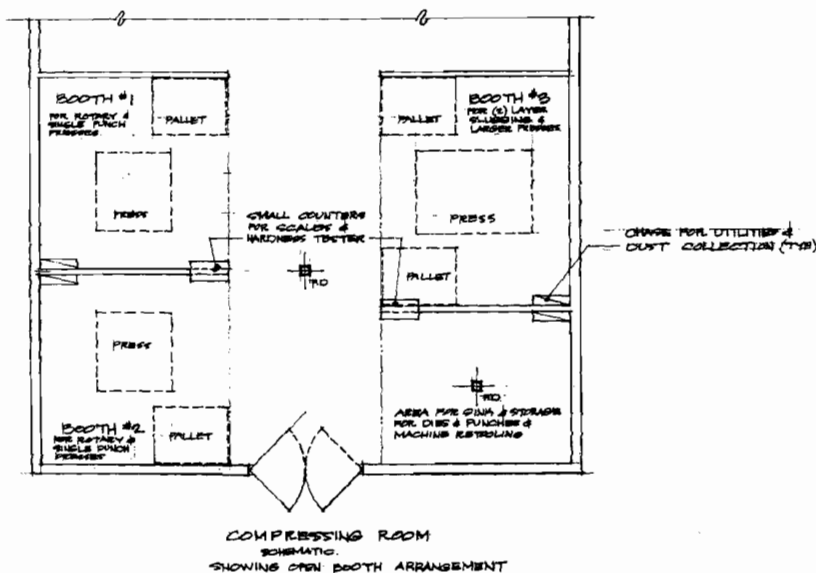 BOOTH #1
FOR ROTARY &
SINGLE PUNCH
PRESSES
PALLET
PRESS
PALLET
BOOTH #3
FOR (2) LAYER
SLUGGING &
LARGER PRESSES
PRESS
SMALL COUNTERS
FOR SCALES &
HARDNESS TESTER
CHASE FOR UTILITIES &
DUST COLLECTION (TYP)
PALLET
PRESS
BOOTH #2
FOR ROTARY &
SINGLE PUNCH
PRESSES
PALLET
AREA FOR SINK & STORAGE
FOR DIES & PUNCHES &
MACHINE RETOOLING
COMPRESSING ROOM
SCHEMATIC.
SHOWING OPEN BOOTH ARRANGEMENT